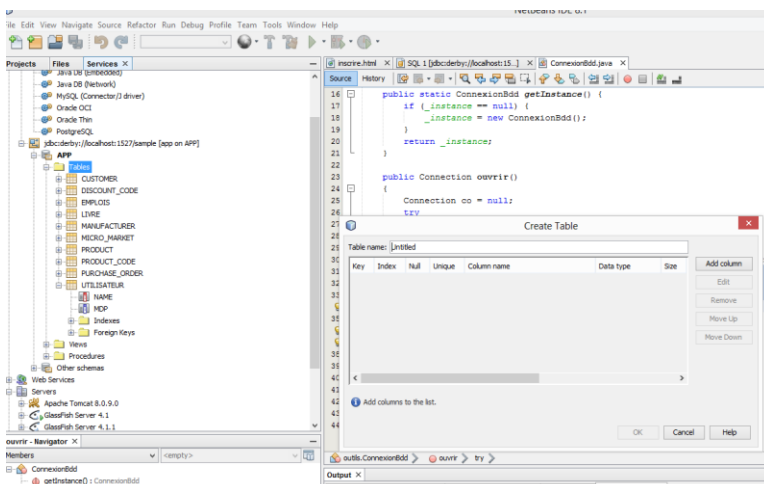 NetBeans IDE 8.1
ile Edit View Navigate Source Refactor Run Debug Profile Team Tools Window Help
Projects Files Services × –
Java DB (Embedded)
Java DB (Network)
MySQL (Connector/J driver)
Oracle OCI
Oracle Thin
PostgreSQL
jdbc:derby://localhost:1527/sample [app on APP]
APP
Tables
CUSTOMER
DISCOUNT_CODE
EMPLOIS
LIVRE
MANUFACTURER
MICRO_MARKET
PRODUCT
PRODUCT_CODE
PURCHASE_ORDER
UTILISATEUR
NAME
MDP
Indexes
Foreign Keys
Views
Procedures
Other schemas
Web Services
Servers
Apache Tomcat 8.0.9.0
GlassFish Server 4.1
GlassFish Server 4.1.1
ouvrir - Navigator ×
Members <empty>
ConnexionBdd
getInstance() : ConnexionBdd
inscrire.html × SQL 1 [jdbc:derby://localhost:15...] × ConnexionBdd.java ×
Source History
16 public static ConnexionBdd getInstance() {
17 if (_instance == null) {
18 _instance = new ConnexionBdd();
19 }
20 return _instance;
21 }
22
23 public Connection ouvrir()
24 {
25 Connection co = null;
26 try
Create Table
Table name: Untitled
Key Index Null Unique Column name Data type Size
Add column
Edit
Remove
Move Up
Move Down
Add columns to the list.
OK Cancel Help
outils.ConnexionBdd ouvrir try
Output ×